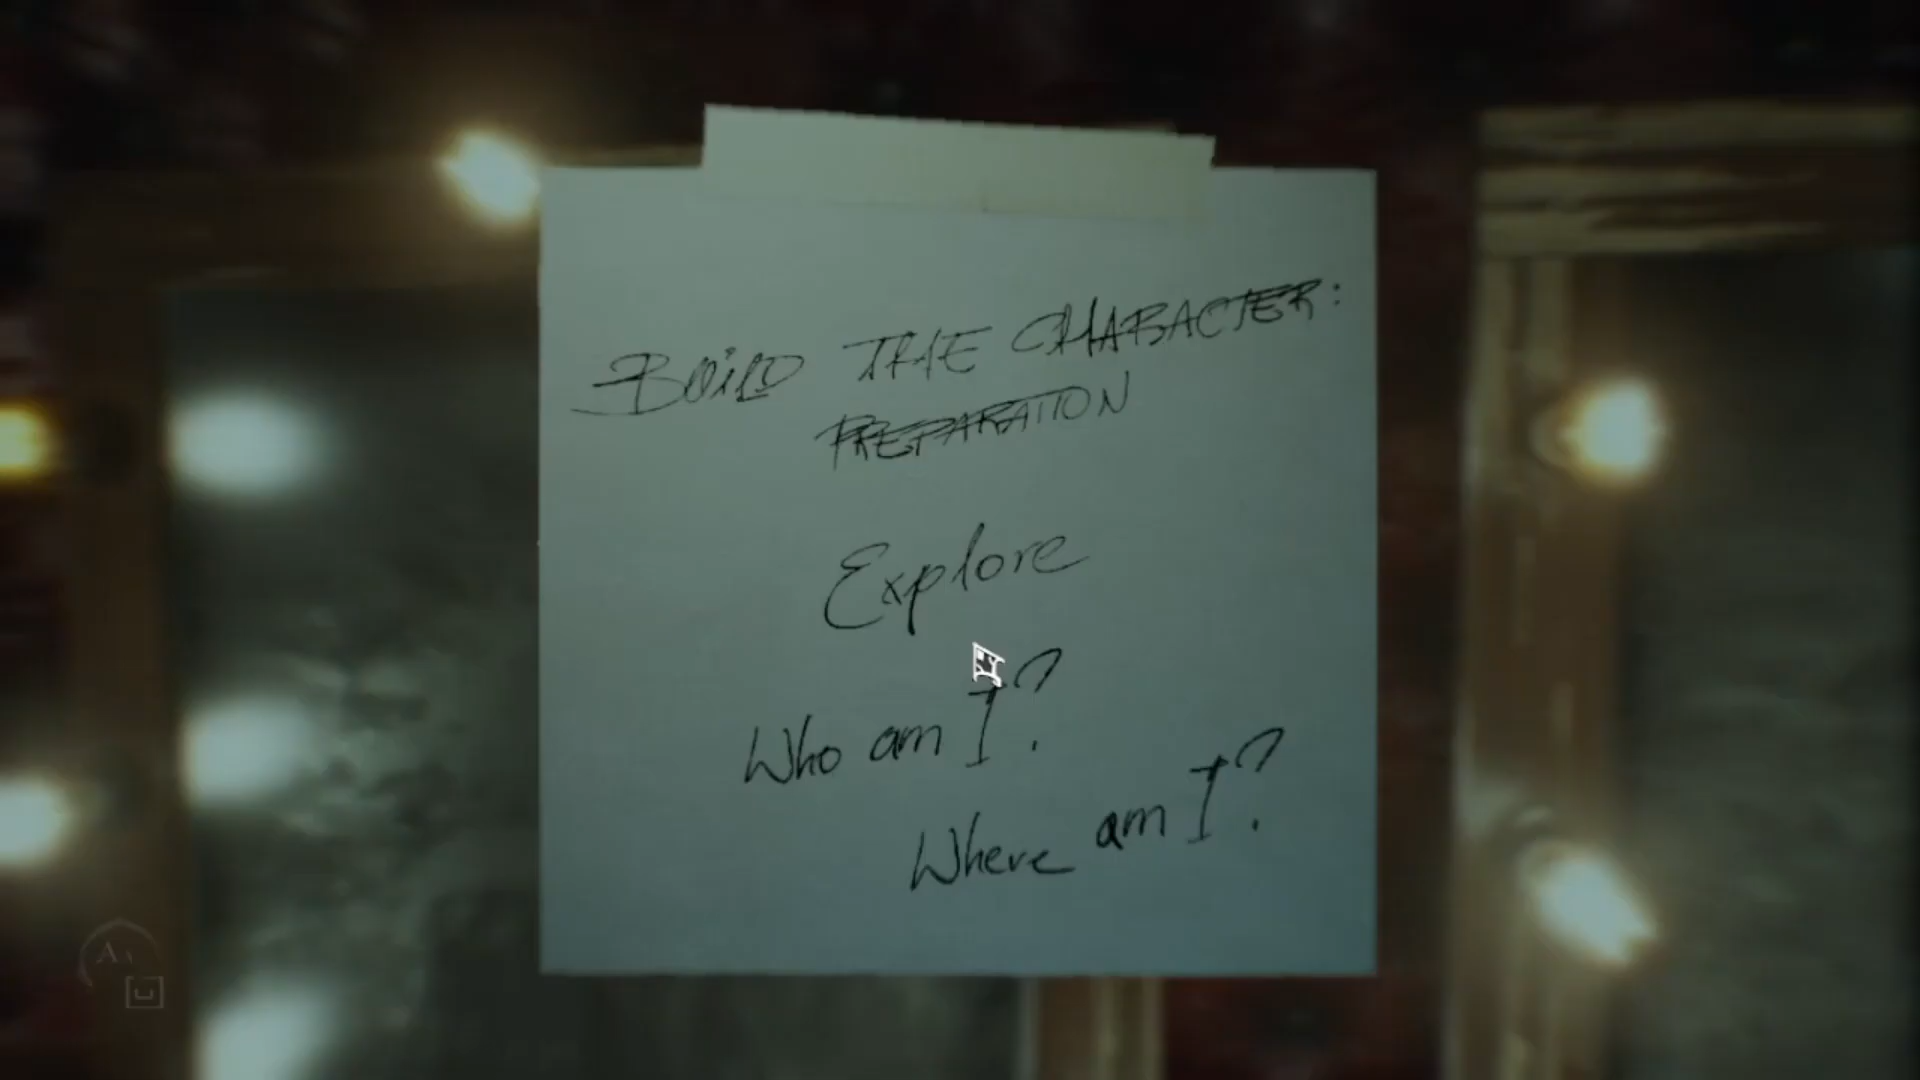 BUiLD THE CHARACTER:
PREPARATION
Explore
Who am I?
Where am I?
A